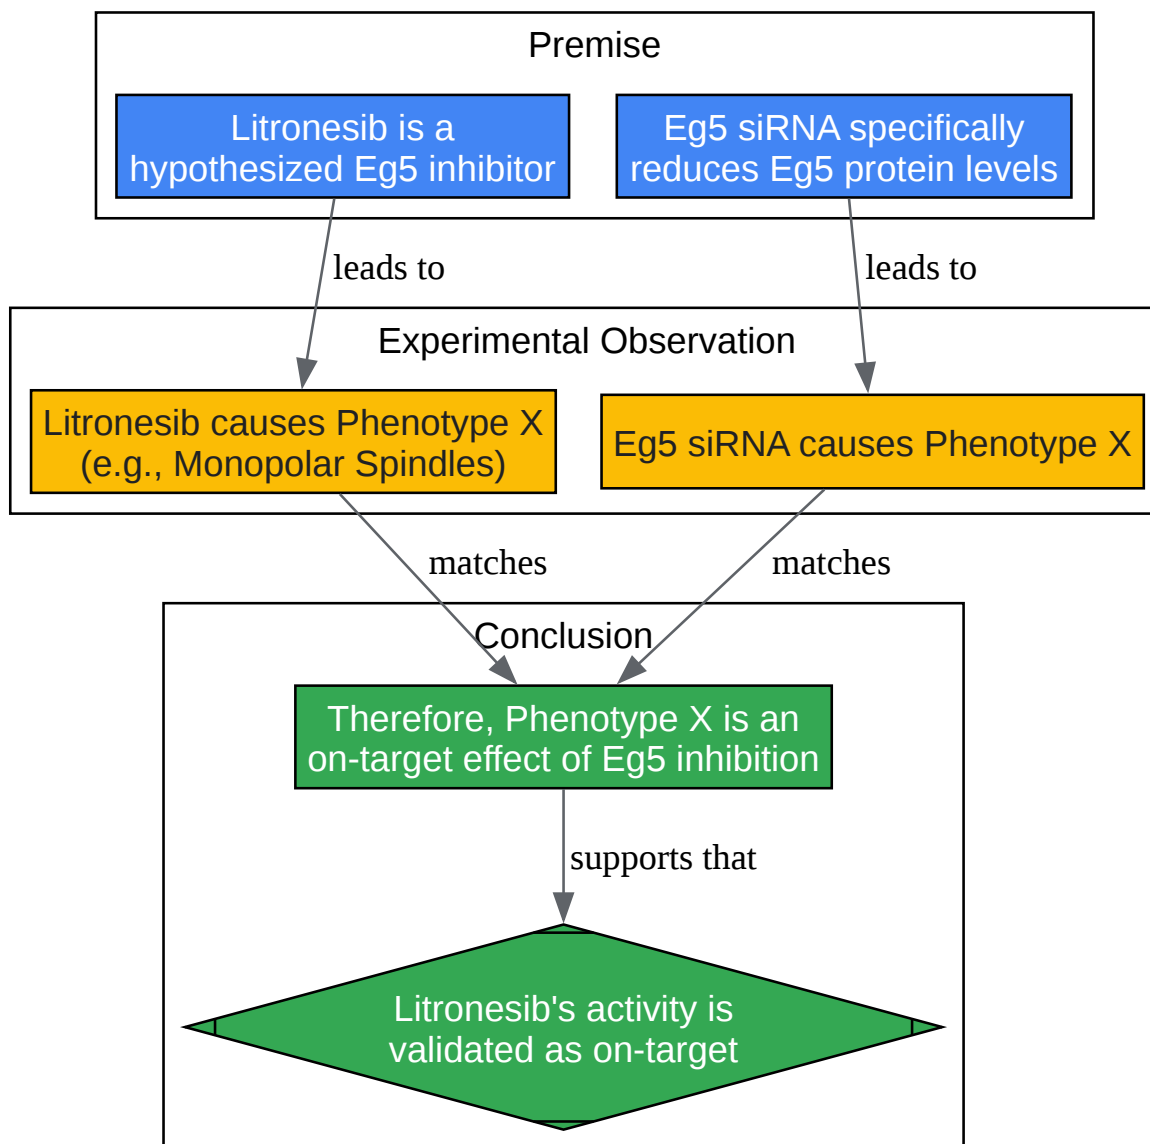 Premise
Litronesib is a
hypothesized Eg5 inhibitor
Eg5 siRNA specifically
reduces Eg5 protein levels
leads to
leads to
Experimental Observation
Litronesib causes Phenotype X
(e.g., Monopolar Spindles)
Eg5 siRNA causes Phenotype X
matches
matches
Conclusion
Therefore, Phenotype X is an
on-target effect of Eg5 inhibition
supports that
Litronesib's activity is
validated as on-target